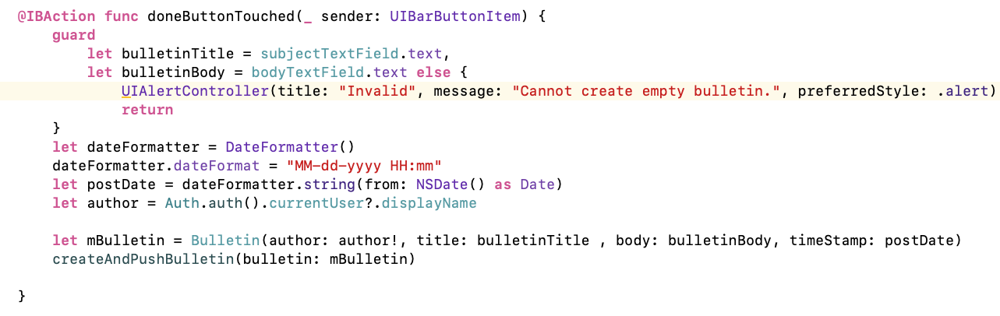 @IBAction func doneButtonTouched(_ sender: UIBarButtonItem) {
    guard
        let bulletinTitle = subjectTextField.text,
        let bulletinBody = bodyTextField.text else {
            UIAlertController(title: "Invalid", message: "Cannot create empty bulletin.", preferredStyle: .alert)
            return
    }
    let dateFormatter = DateFormatter()
    dateFormatter.dateFormat = "MM-dd-yyyy HH:mm"
    let postDate = dateFormatter.string(from: NSDate() as Date)
    let author = Auth.auth().currentUser?.displayName

    let mBulletin = Bulletin(author: author!, title: bulletinTitle , body: bulletinBody, timeStamp: postDate)
    createAndPushBulletin(bulletin: mBulletin)

}